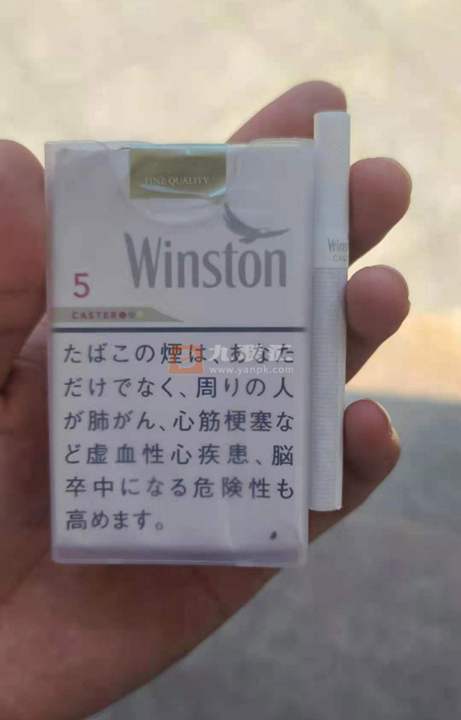 FINE QUALITY
Winston
5
CASTER
たばこの煙は、あなた
だけでなく、周りの人
が肺がん、心筋梗塞な
ど虚血性心疾患、脳
卒中になる危険性も
高めます。
www.yanpk.com